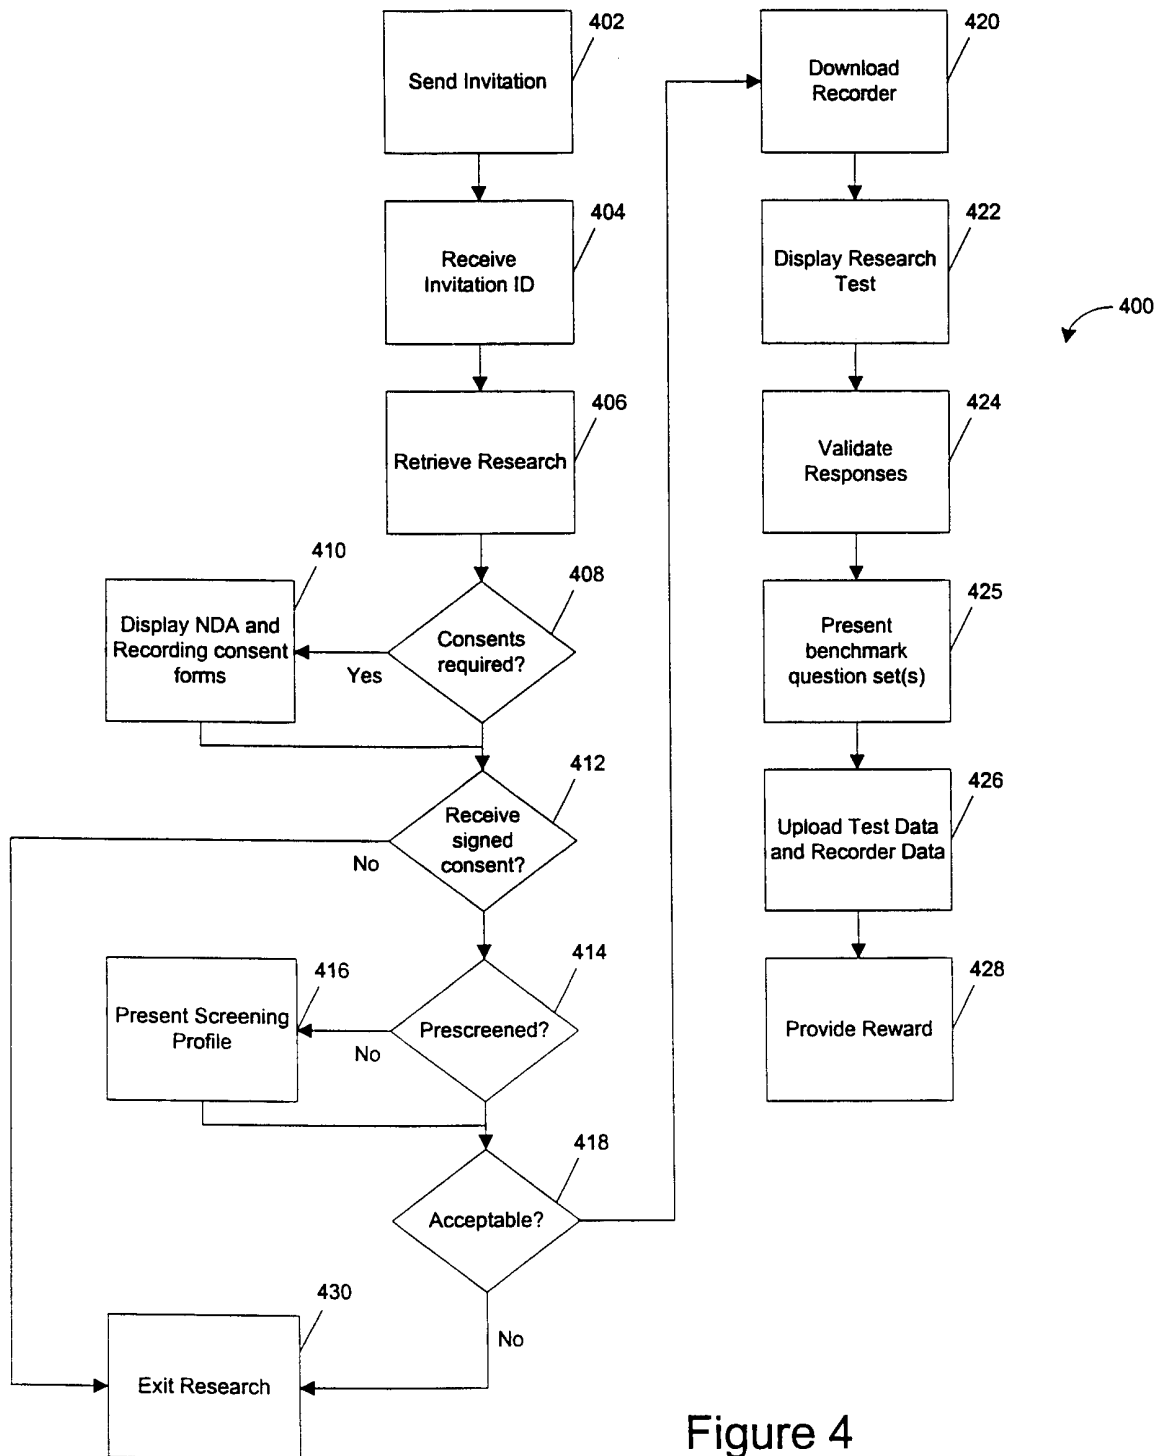 402
Send Invitation
404
Receive
Invitation ID
406
Retrieve Research
408
Consents
required?
Yes
410
Display NDA and
Recording consent
forms
412
Receive
signed
consent?
No
414
Prescreened?
No
416
Present Screening
Profile
418
Acceptable?
No
430
Exit Research
420
Download
Recorder
422
Display Research
Test
400
424
Validate
Responses
425
Present
benchmark
question set(s)
426
Upload Test Data
and Recorder Data
428
Provide Reward
Figure 4